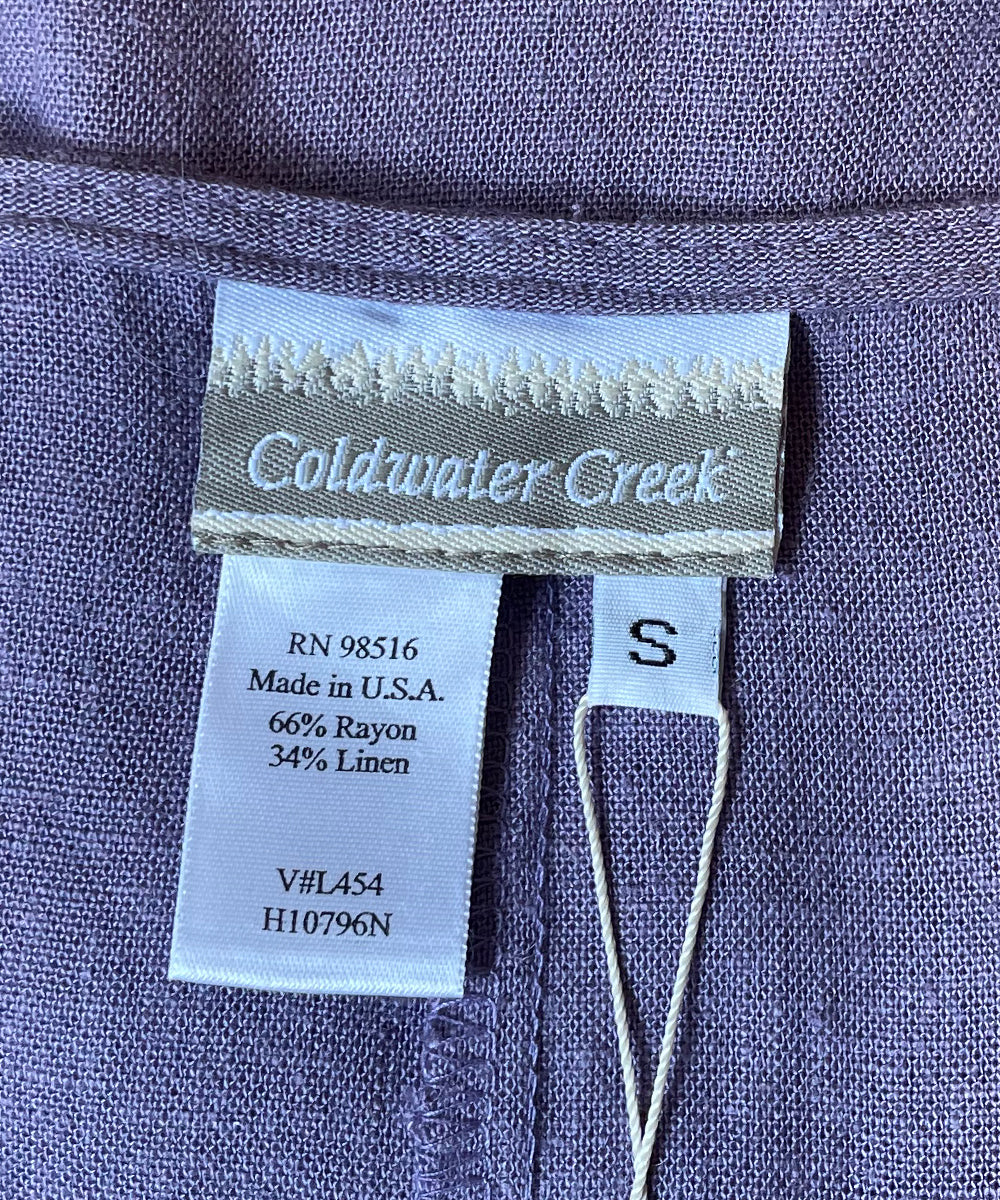 Coldwater Creek
RN 98516
Made in U.S.A.
66% Rayon
34% Linen
V#L454
H10796N
S